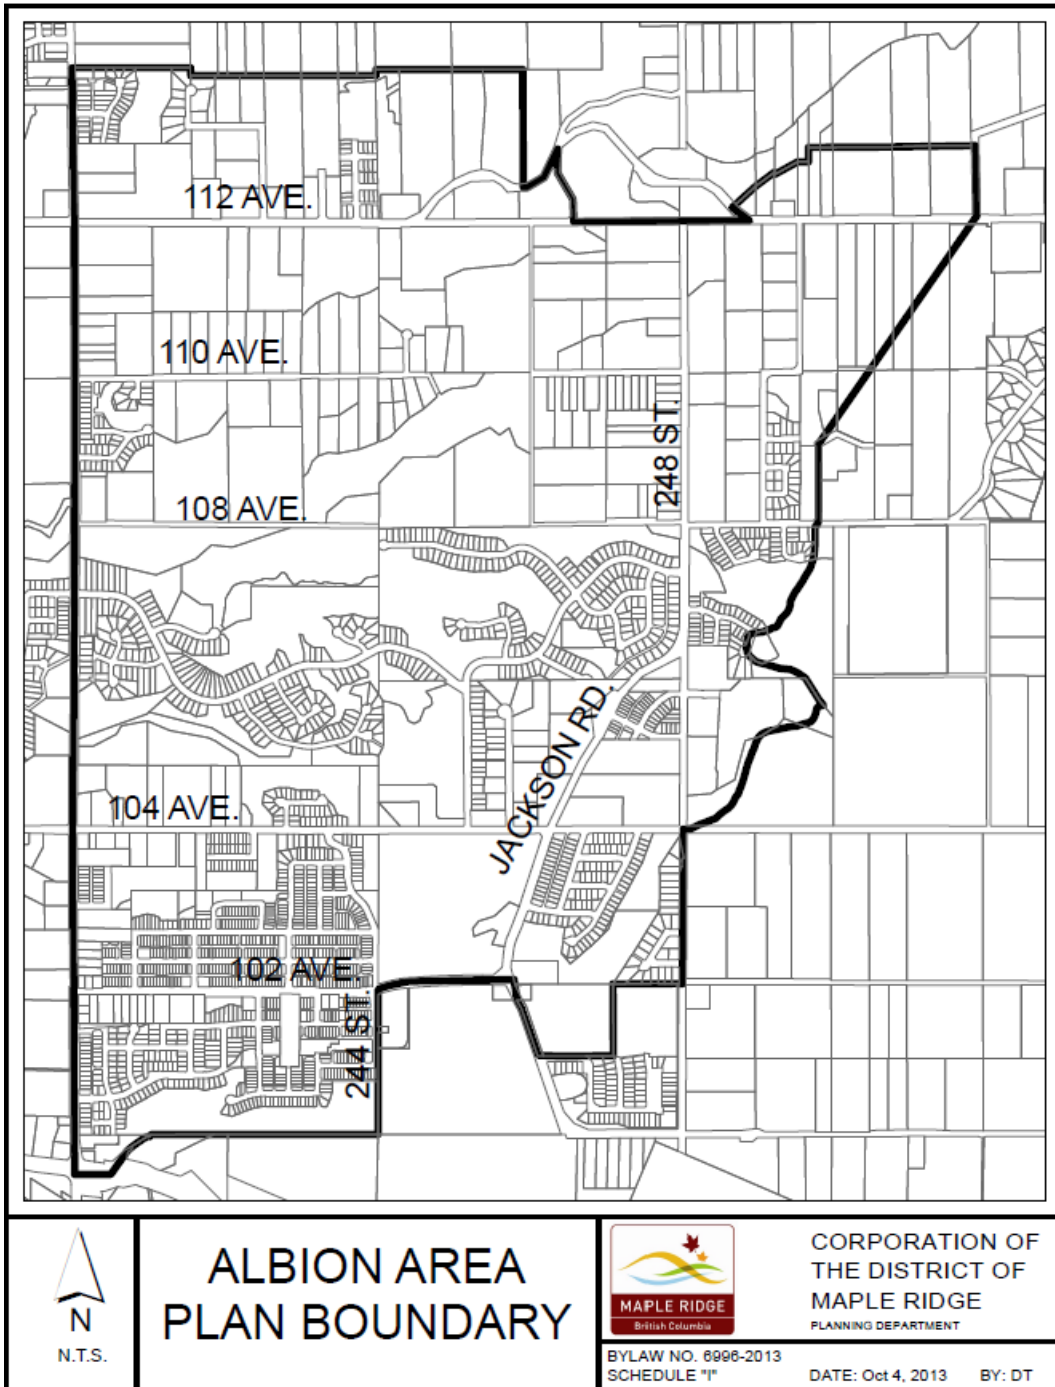 112 AVE.
110 AVE.
248 ST.
108 AVE.
JACKSON RD.
104 AVE.
102 AVE.
244 ST.
N
N.T.S.
ALBION AREA
PLAN BOUNDARY
MAPLE RIDGE
British Columbia
CORPORATION OF
THE DISTRICT OF
MAPLE RIDGE
PLANNING DEPARTMENT
BYLAW NO. 6996-2013
SCHEDULE "I"
DATE: Oct 4, 2013 BY: DT